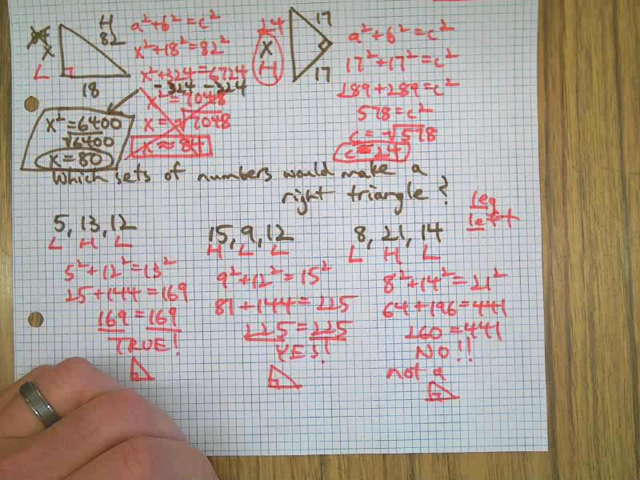 H
82
X
L
18
a²+b²=c²
x²+18²=82²
x²+324=6724
-324 -324
x²=7048
x=√7048
x≈84
x²=6400
√6400
x=80
24
X
H
17
17
a²+b²=c²
17²+17²=c²
289+289=c²
578=c²
c=√578
c≈24
Which sets of numbers would make a
right triangle?
Leg
Left
5, 13, 12
L H L
5²+12²=13²
25+144=169
169=169
TRUE!
15, 9, 12
H L L
9²+12²=15²
81+144=225
225=225
YES!
8, 21, 14
L H L
8²+14²=21²
64+196=441
260=441
NO!!
not a